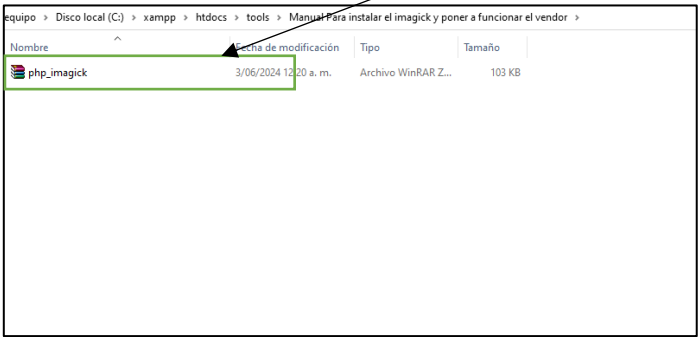 equipo > Disco local (C:) > xampp > htdocs > tools > Manual Para instalar el imagick y poner a funcionar el vendor >
Nombre Fecha de modificación Tipo Tamaño
php_imagick 3/06/2024 12:20 a. m. Archivo WinRAR Z... 103 KB